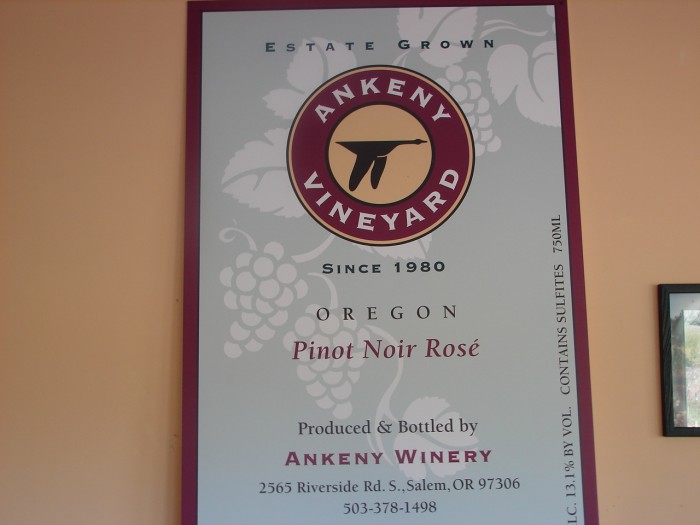 ESTATE GROWN
ANKENY
VINEYARD
SINCE 1980
OREGON
Pinot Noir Rosé
Produced & Bottled by
ANKENY WINERY
2565 Riverside Rd. S., Salem, OR 97306
503-378-1498
LC. 13.1% BY VOL. CONTAINS SULFITES 750ML